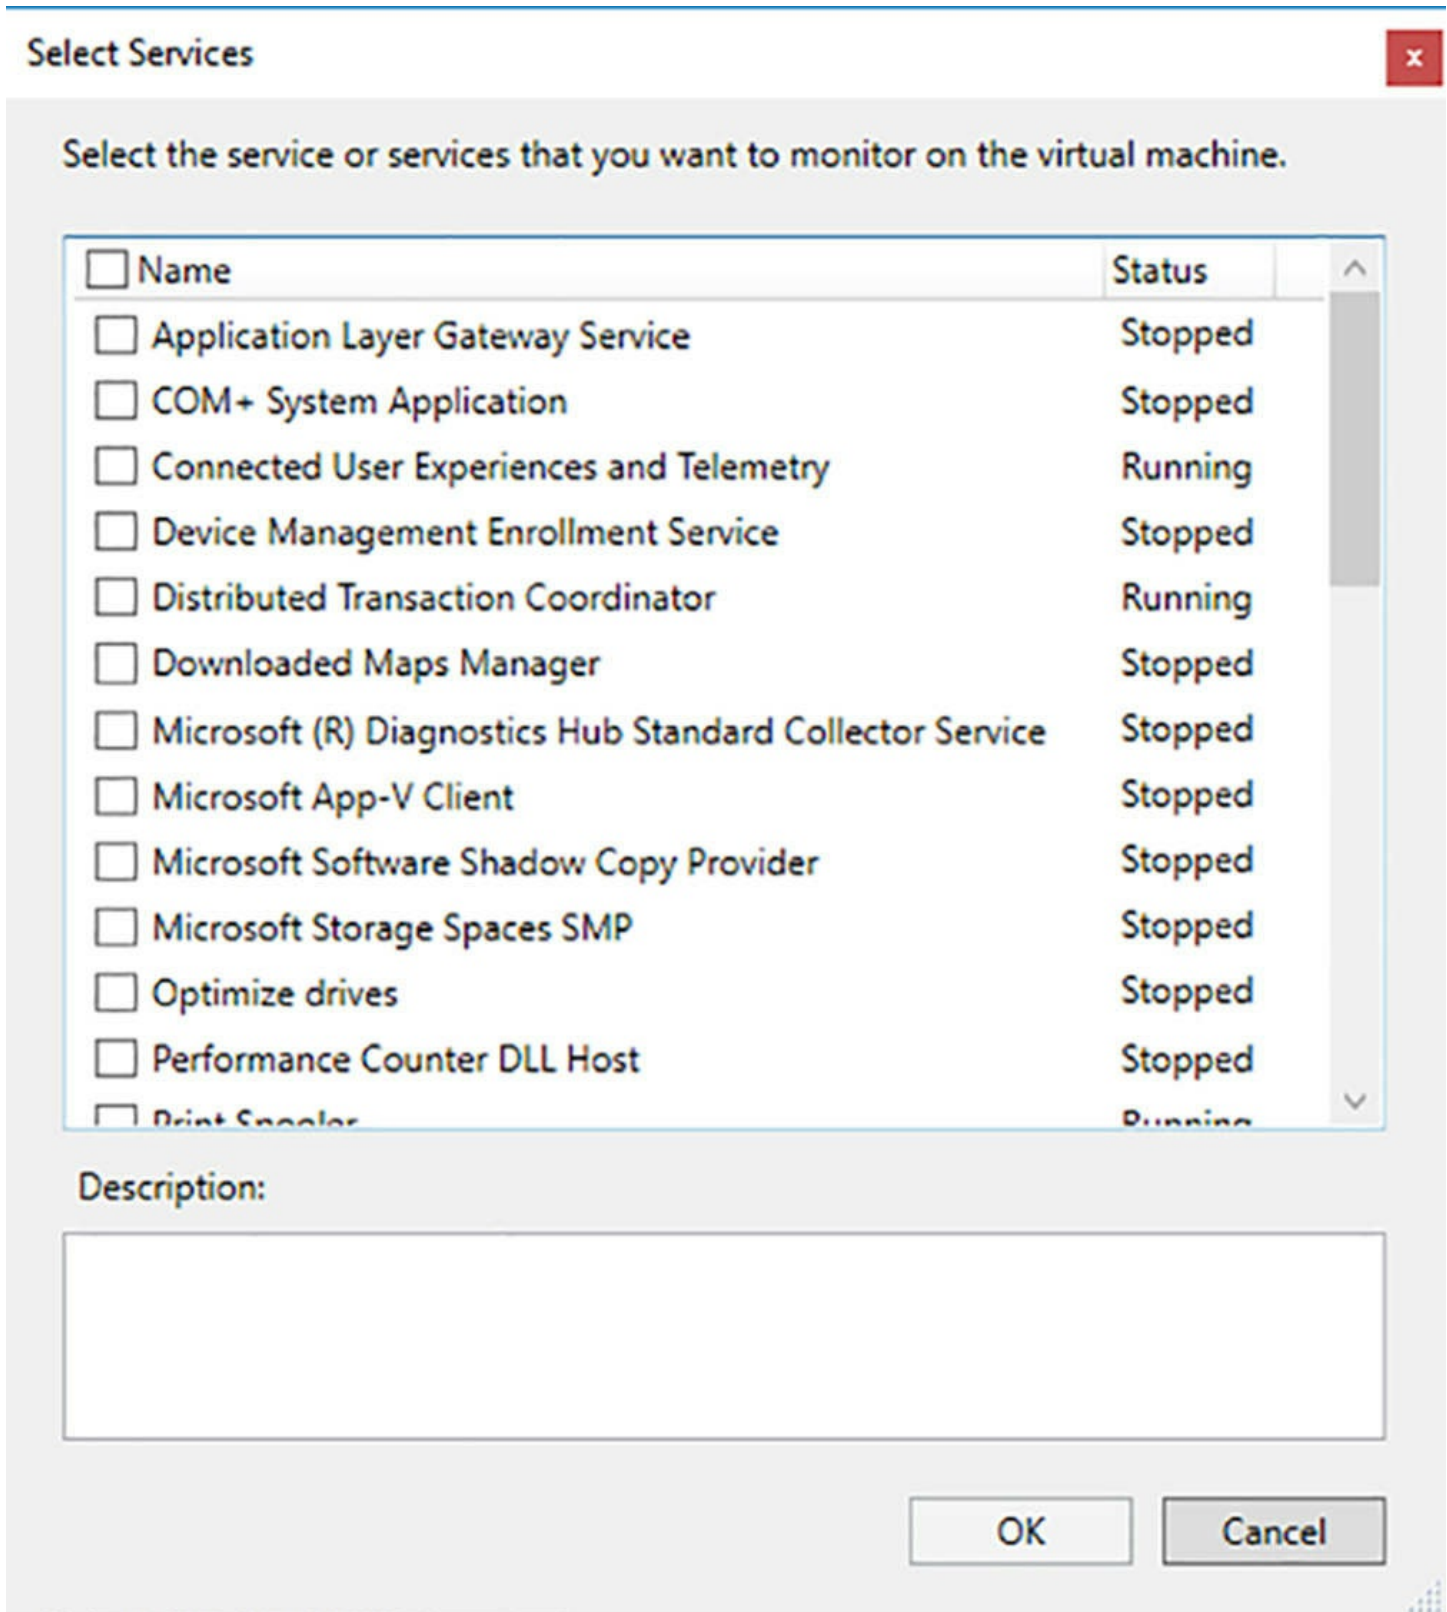 Select Services
x
Select the service or services that you want to monitor on the virtual machine.
Name Status
Application Layer Gateway Service Stopped
COM+ System Application Stopped
Connected User Experiences and Telemetry Running
Device Management Enrollment Service Stopped
Distributed Transaction Coordinator Running
Downloaded Maps Manager Stopped
Microsoft (R) Diagnostics Hub Standard Collector Service Stopped
Microsoft App-V Client Stopped
Microsoft Software Shadow Copy Provider Stopped
Microsoft Storage Spaces SMP Stopped
Optimize drives Stopped
Performance Counter DLL Host Stopped
Print Spooler Running
Description:
OK Cancel